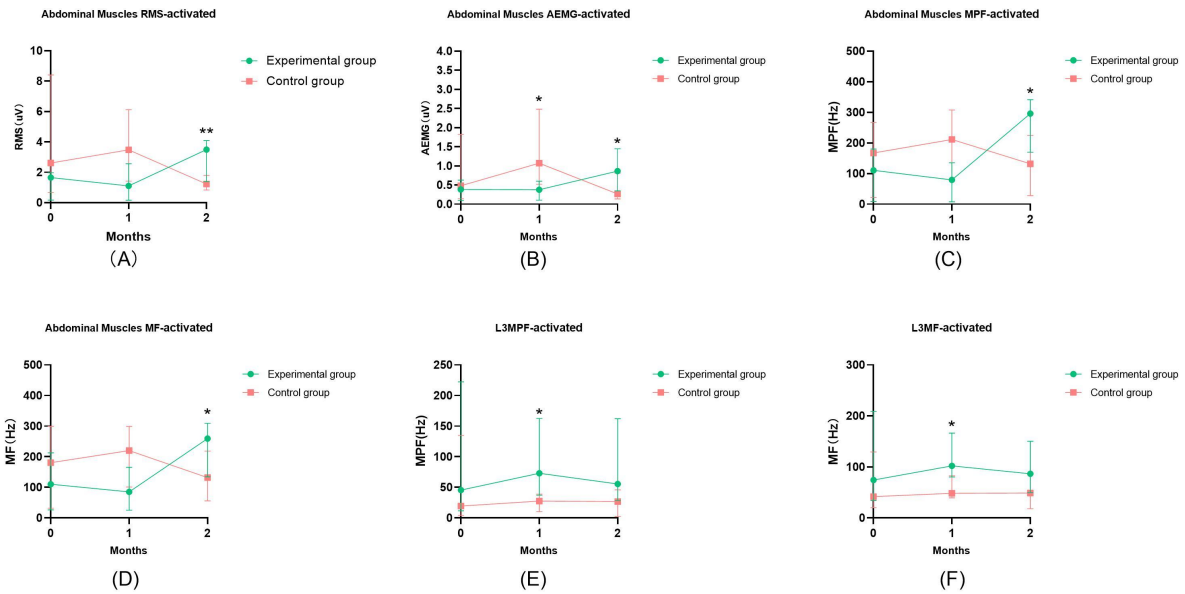 Abdominal Muscles RMS-activated
10
8
6
4
2
0
RMS(uV)
**
0 1 2
Months
Experimental group
Control group
(A)
Abdominal Muscles AEMG-activated
4.0
3.5
3.0
2.5
2.0
1.5
1.0
0.5
0.0
AEMG(uV)
* *
0 1 2
Months
Experimental group
Control group
(B)
Abdominal Muscles MPF-activated
500
400
300
200
100
0
MPF(Hz)
*
0 1 2
Months
Experimental group
Control group
(C)
Abdominal Muscles MF-activated
500
400
300
200
100
0
MF(Hz)
*
0 1 2
Months
Experimental group
Control group
(D)
L3MPF-activated
250
200
150
100
50
0
MPF(Hz)
*
0 1 2
Months
Experimental group
Control group
(E)
L3MF-activated
300
200
100
0
MF(Hz)
*
0 1 2
Months
Experimental group
Control group
(F)